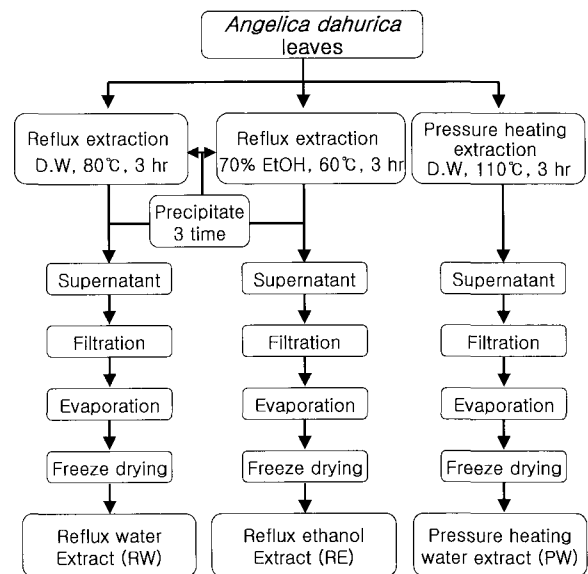 Angelica dahurica
leaves
Reflux extraction
D.W, 80℃, 3 hr
Reflux extraction
70% EtOH, 60℃, 3 hr
Pressure heating
extraction
D.W, 110℃, 3 hr
Precipitate
3 time
Supernatant
Supernatant
Supernatant
Filtration
Filtration
Filtration
Evaporation
Evaporation
Evaporation
Freeze drying
Freeze drying
Freeze drying
Reflux water
Extract (RW)
Reflux ethanol
Extract (RE)
Pressure heating
water extract (PW)